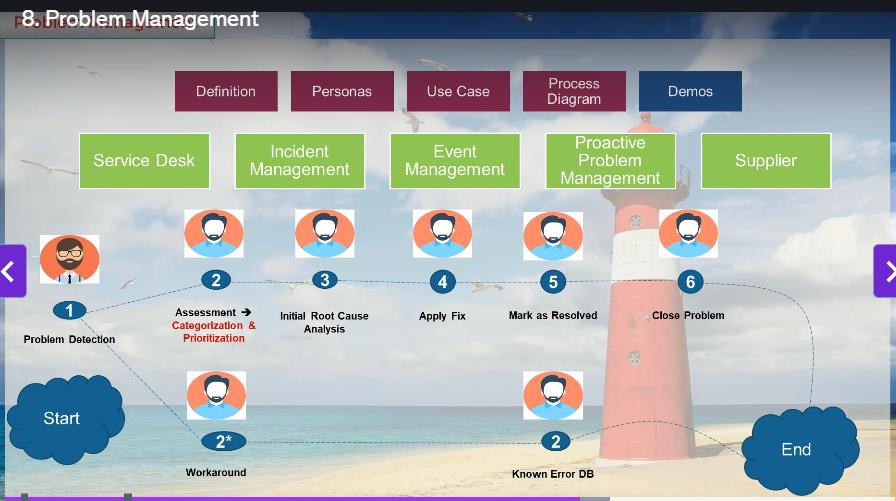 8. Problem Management
Definition
Personas
Use Case
Process
Diagram
Demos
Service Desk
Incident
Management
Event
Management
Proactive
Problem
Management
Supplier
1
Problem Detection
2
Assessment ➔
Categorization &
Prioritization
3
Initial Root Cause
Analysis
4
Apply Fix
5
Mark as Resolved
6
Close Problem
Start
2*
Workaround
2
Known Error DB
End